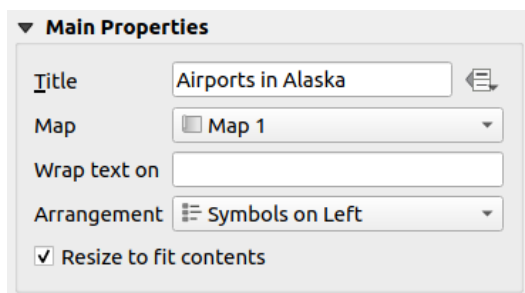 Main Properties
Title Airports in Alaska
Map Map 1
Wrap text on
Arrangement Symbols on Left
Resize to fit contents